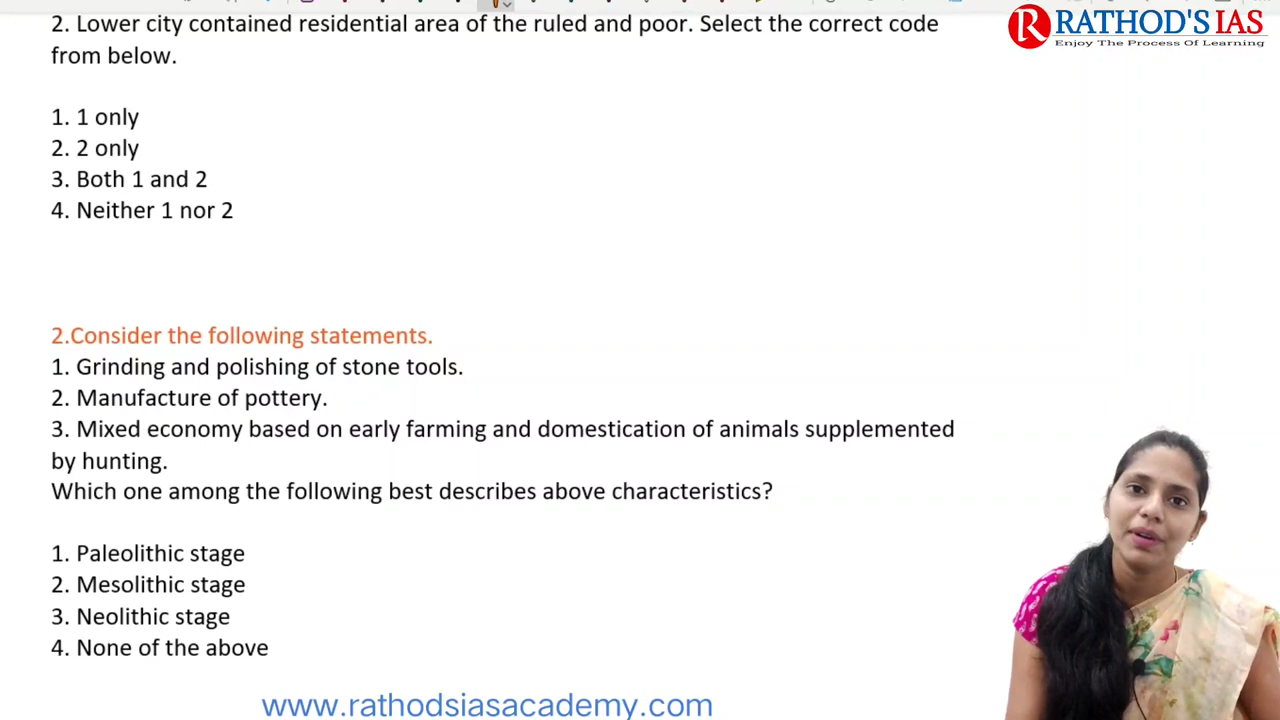 2. Lower city contained residential area of the ruled and poor. Select the correct code
from below.
1. 1 only
2. 2 only
3. Both 1 and 2
4. Neither 1 nor 2
2.Consider the following statements.
1. Grinding and polishing of stone tools.
2. Manufacture of pottery.
3. Mixed economy based on early farming and domestication of animals supplemented
by hunting.
Which one among the following best describes above characteristics?
1. Paleolithic stage
2. Mesolithic stage
3. Neolithic stage
4. None of the above
www.rathodsiasacademy.com
R RATHOD'S IAS
Enjoy The Process Of Learning